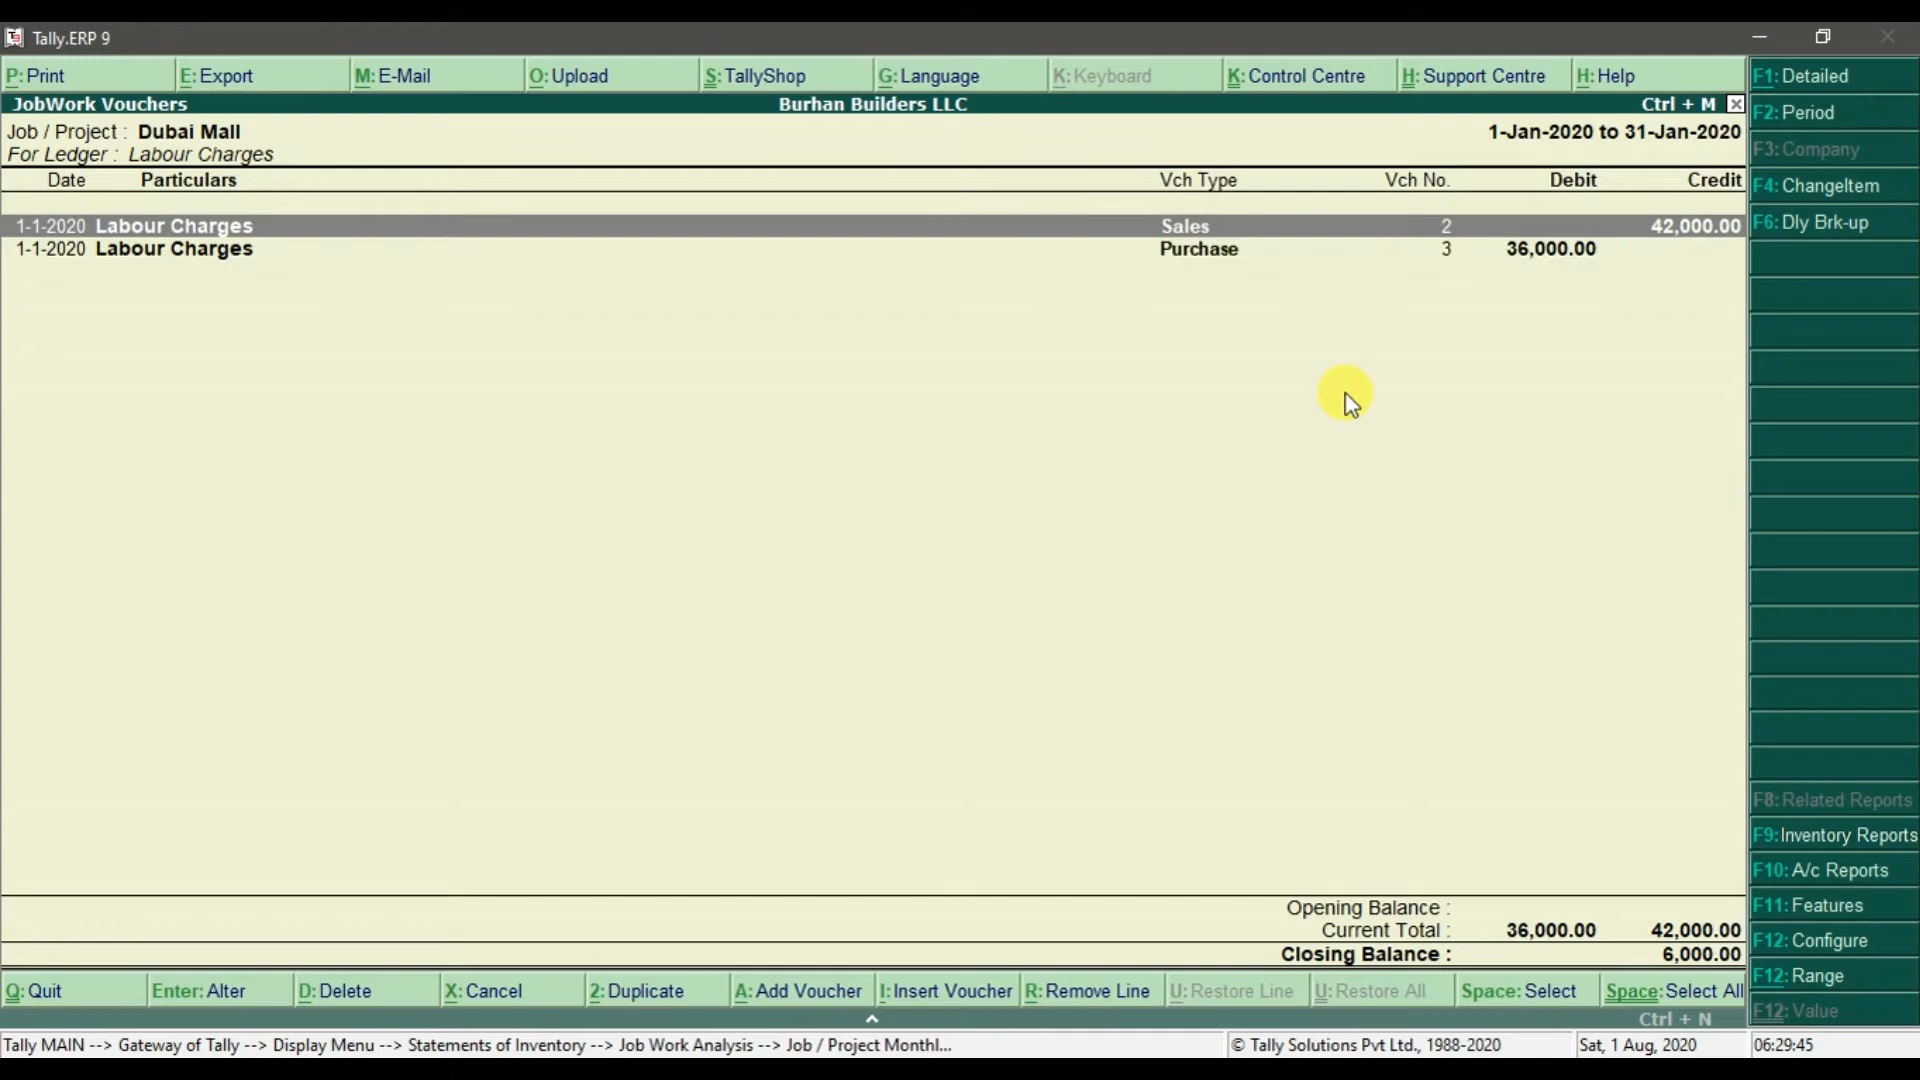 Tally.ERP 9
P: Print E: Export M: E-Mail O: Upload S: TallyShop G: Language K: Keyboard K: Control Centre H: Support Centre H: Help
JobWork Vouchers Burhan Builders LLC Ctrl + M
Job / Project : Dubai Mall 1-Jan-2020 to 31-Jan-2020
For Ledger : Labour Charges
Date Particulars Vch Type Vch No. Debit Credit
1-1-2020 Labour Charges Sales 2 42,000.00
1-1-2020 Labour Charges Purchase 3 36,000.00
Opening Balance :
Current Total : 36,000.00 42,000.00
Closing Balance : 6,000.00
Q: Quit Enter: Alter D: Delete X: Cancel 2: Duplicate A: Add Voucher I: Insert Voucher R: Remove Line U: Restore Line U: Restore All Space: Select Space: Select All
Ctrl + N
F1: Detailed
F2: Period
F3: Company
F4: ChangeItem
F6: Dly Brk-up
F8: Related Reports
F9: Inventory Reports
F10: A/c Reports
F11: Features
F12: Configure
F12: Range
F12: Value
Tally MAIN --> Gateway of Tally --> Display Menu --> Statements of Inventory --> Job Work Analysis --> Job / Project Monthl... © Tally Solutions Pvt Ltd., 1988-2020 Sat, 1 Aug, 2020 06:29:45